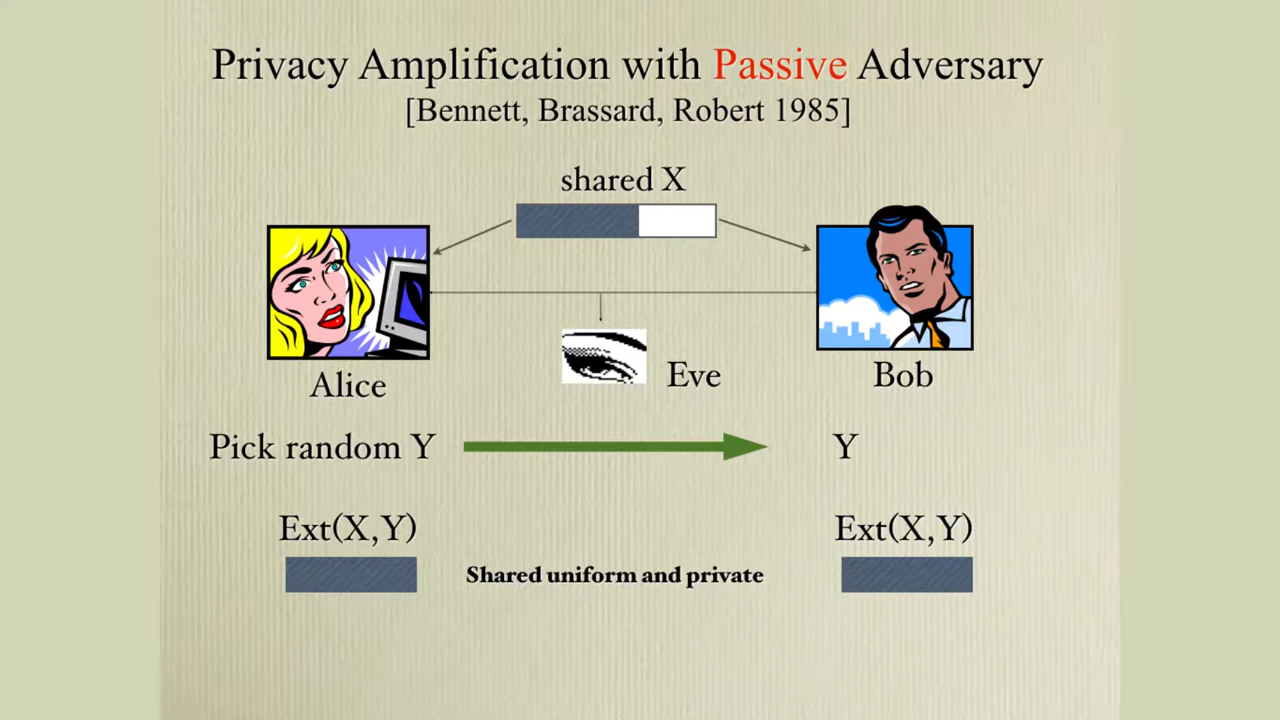 Privacy Amplification with Passive Adversary
[Bennett, Brassard, Robert 1985]
shared X
Alice
Eve
Bob
Pick random Y
Y
Ext(X,Y)
Ext(X,Y)
Shared uniform and private